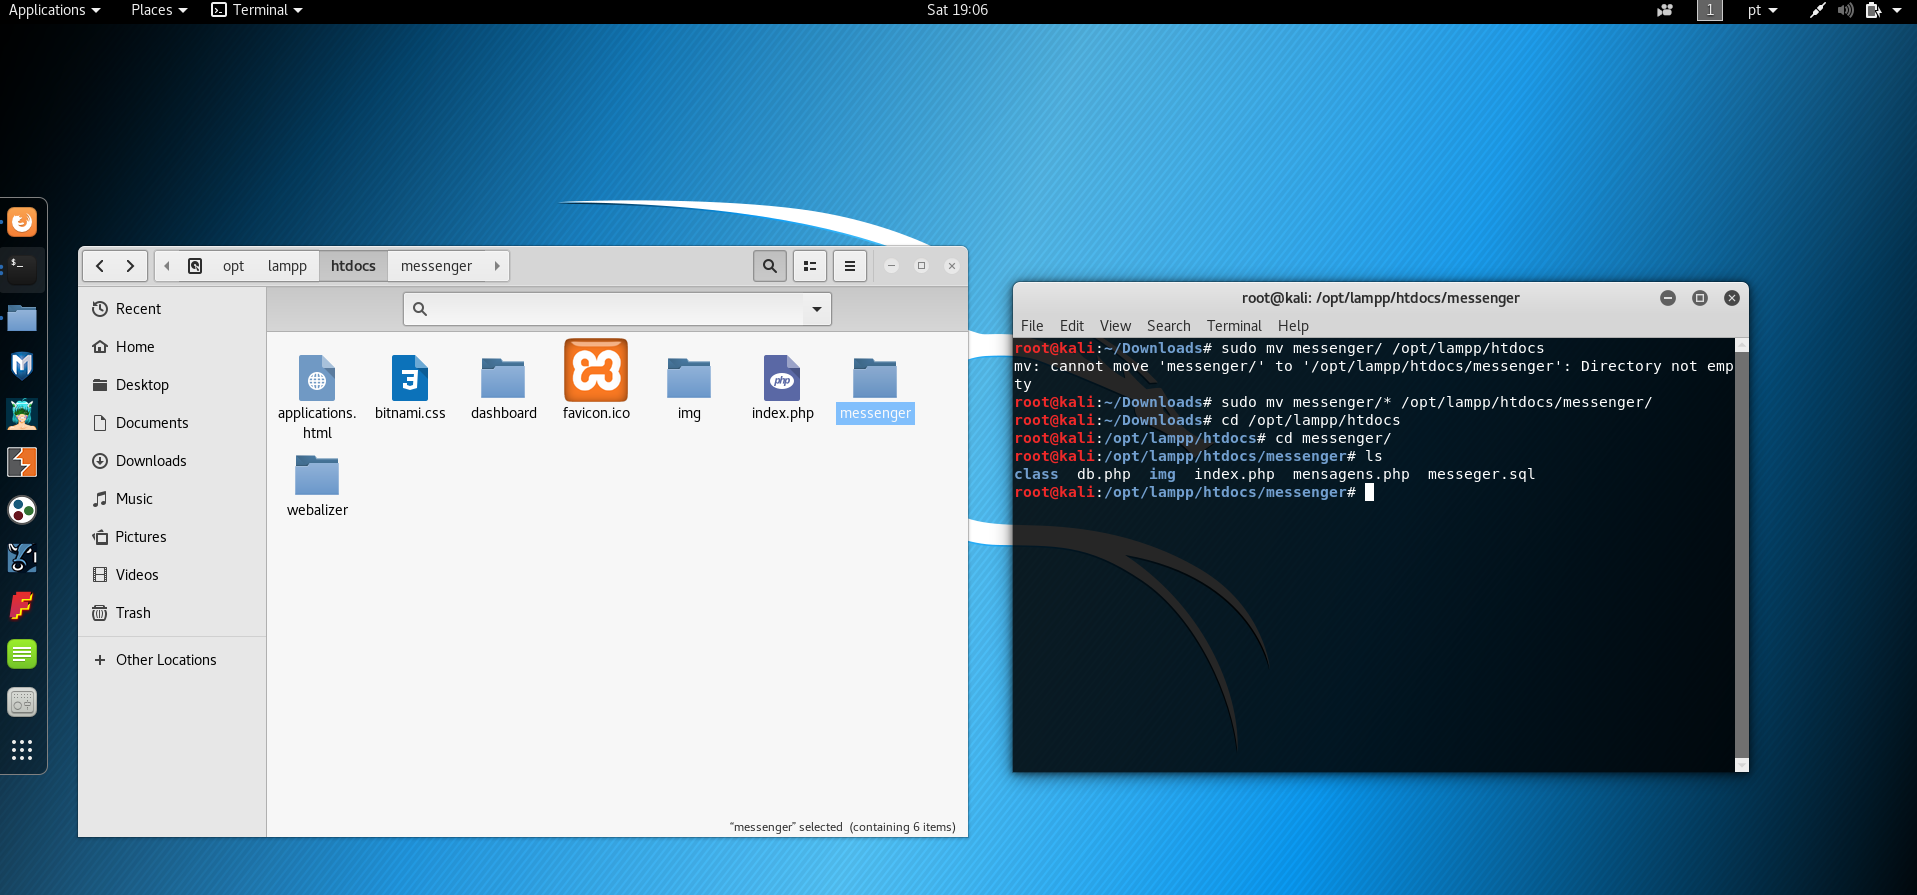 Applications Places Terminal Sat 19:06 1 pt
opt lampp htdocs messenger
Recent
Home
Desktop
Documents
Downloads
Music
Pictures
Videos
Trash
Other Locations
applications.
html
bitnami.css
dashboard
favicon.ico
img
php
index.php
messenger
3
webalizer
"messenger" selected (containing 6 items)
root@kali: /opt/lampp/htdocs/messenger
File Edit View Search Terminal Help
root@kali:~/Downloads# sudo mv messenger/ /opt/lampp/htdocs
mv: cannot move 'messenger/' to '/opt/lampp/htdocs/messenger': Directory not emp
ty
root@kali:~/Downloads# sudo mv messenger/* /opt/lampp/htdocs/messenger/
root@kali:~/Downloads# cd /opt/lampp/htdocs
root@kali:/opt/lampp/htdocs# cd messenger/
root@kali:/opt/lampp/htdocs/messenger# ls
class db.php img index.php mensagens.php messeger.sql
root@kali:/opt/lampp/htdocs/messenger#